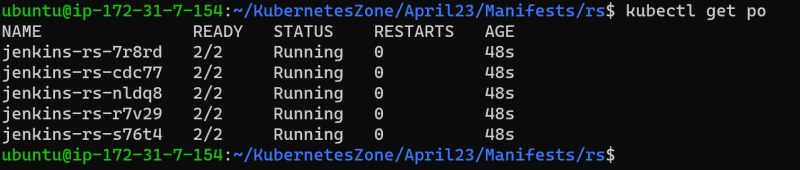 ubuntu@ip-172-31-7-154:~/KubernetesZone/April23/Manifests/rs$ kubectl get po
NAME READY STATUS RESTARTS AGE
jenkins-rs-7r8rd 2/2 Running 0 48s
jenkins-rs-cdc77 2/2 Running 0 48s
jenkins-rs-nldq8 2/2 Running 0 48s
jenkins-rs-r7v29 2/2 Running 0 48s
jenkins-rs-s76t4 2/2 Running 0 48s
ubuntu@ip-172-31-7-154:~/KubernetesZone/April23/Manifests/rs$